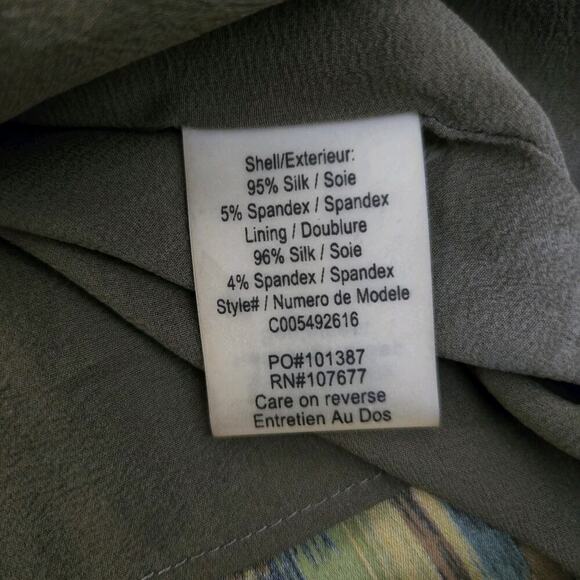 Shell/Exterieur:
95% Silk / Soie
5% Spandex / Spandex
Lining / Doublure
96% Silk / Soie
4% Spandex / Spandex
Style# / Numero de Modele
C005492616
PO#101387
RN#107677
Care on reverse
Entretien Au Dos